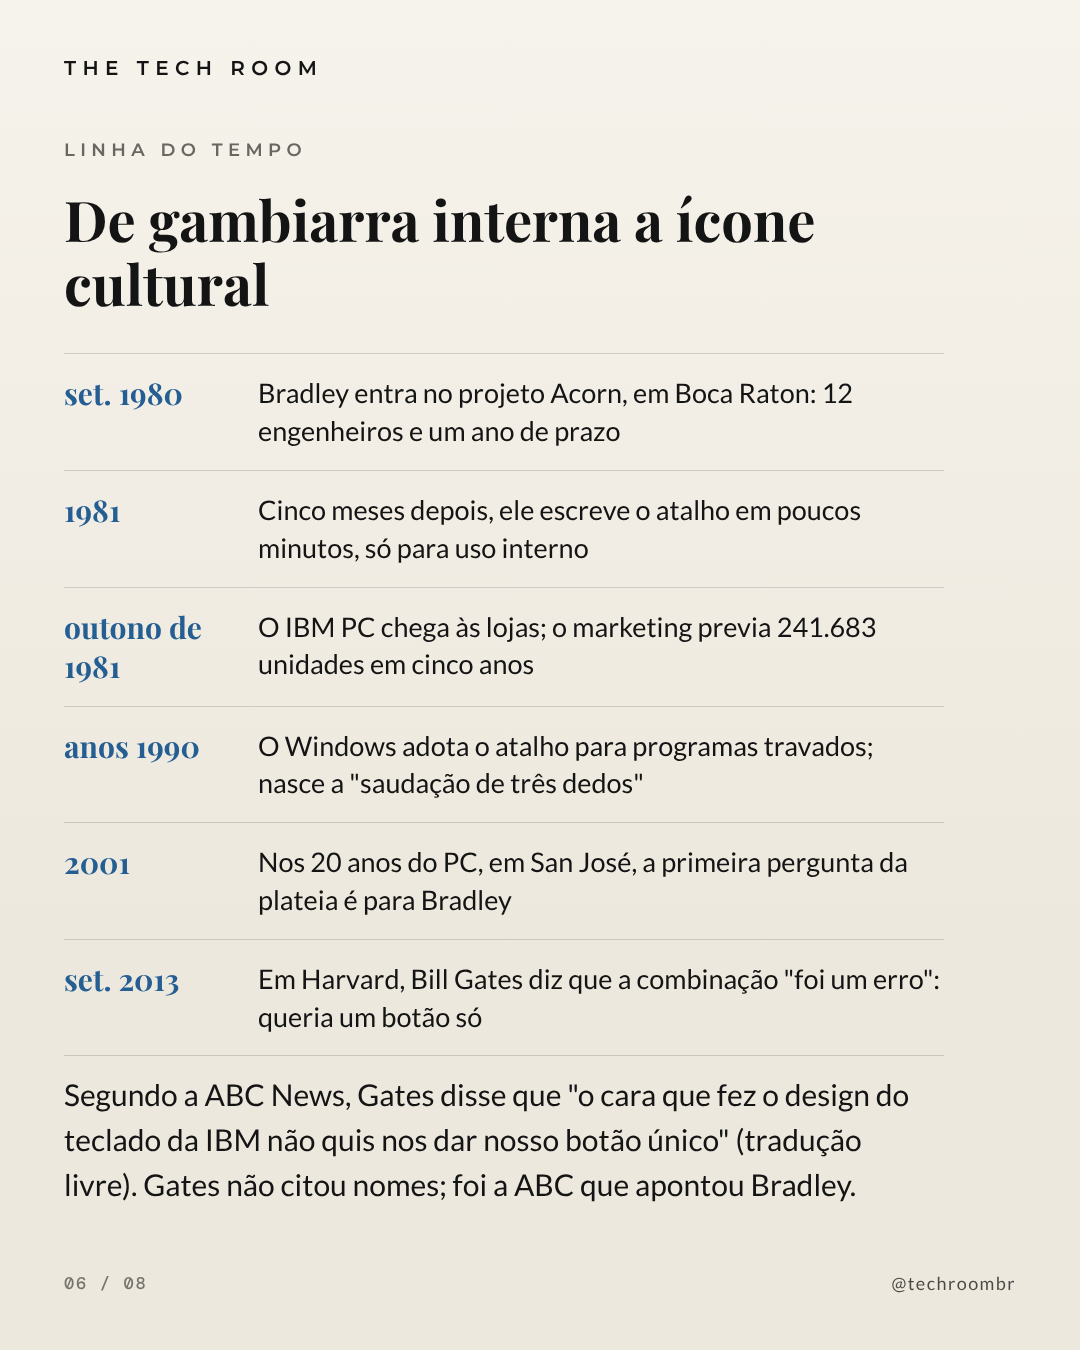 THE TECH ROOM
LINHA DO TEMPO
De gambiarra interna a ícone
cultural
set. 1980
Bradley entra no projeto Acorn, em Boca Raton: 12
engenheiros e um ano de prazo
1981
Cinco meses depois, ele escreve o atalho em poucos
minutos, só para uso interno
outono de
1981
O IBM PC chega às lojas; o marketing previa 241.683
unidades em cinco anos
anos 1990
O Windows adota o atalho para programas travados;
nasce a "saudação de três dedos"
2001
Nos 20 anos do PC, em San José, a primeira pergunta da
plateia é para Bradley
set. 2013
Em Harvard, Bill Gates diz que a combinação "foi um erro":
queria um botão só
Segundo a ABC News, Gates disse que "o cara que fez o design do
teclado da IBM não quis nos dar nosso botão único" (tradução
livre). Gates não citou nomes; foi a ABC que apontou Bradley.
06 / 08
@techroombr